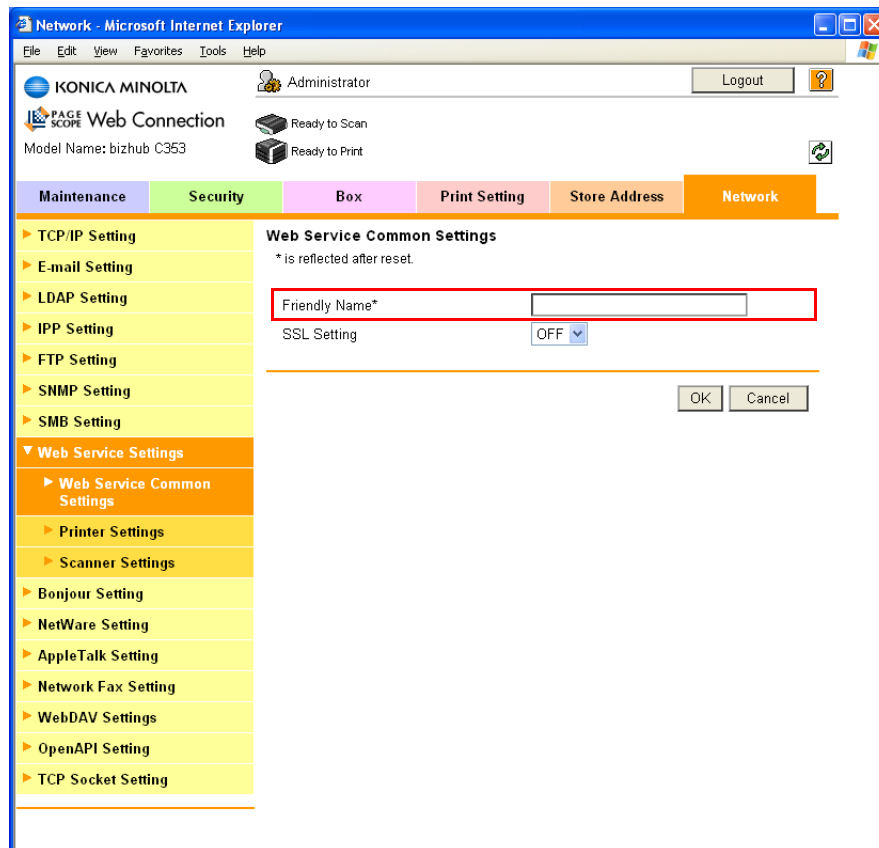 Network - Microsoft Internet Explorer
File Edit View Favorites Tools Help
KONICA MINOLTA
Administrator
Logout
?
PAGE SCOPE Web Connection
Ready to Scan
Model Name: bizhub C353
Ready to Print
Maintenance Security Box Print Setting Store Address Network
TCP/IP Setting
E-mail Setting
LDAP Setting
IPP Setting
FTP Setting
SNMP Setting
SMB Setting
Web Service Settings
Web Service Common
Settings
Printer Settings
Scanner Settings
Bonjour Setting
NetWare Setting
AppleTalk Setting
Network Fax Setting
WebDAV Settings
OpenAPI Setting
TCP Socket Setting
Web Service Common Settings
* is reflected after reset.
Friendly Name*
SSL Setting OFF
OK Cancel